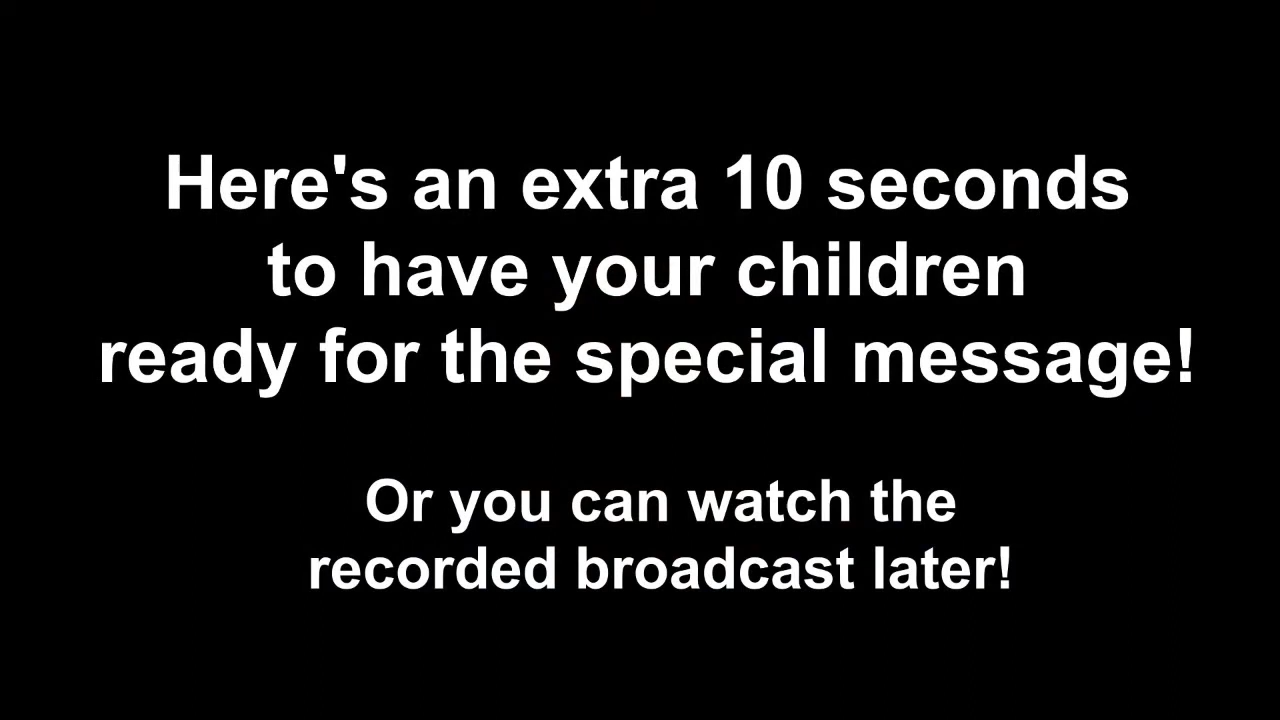 Here's an extra 10 seconds
to have your children
ready for the special message!
Or you can watch the
recorded broadcast later!